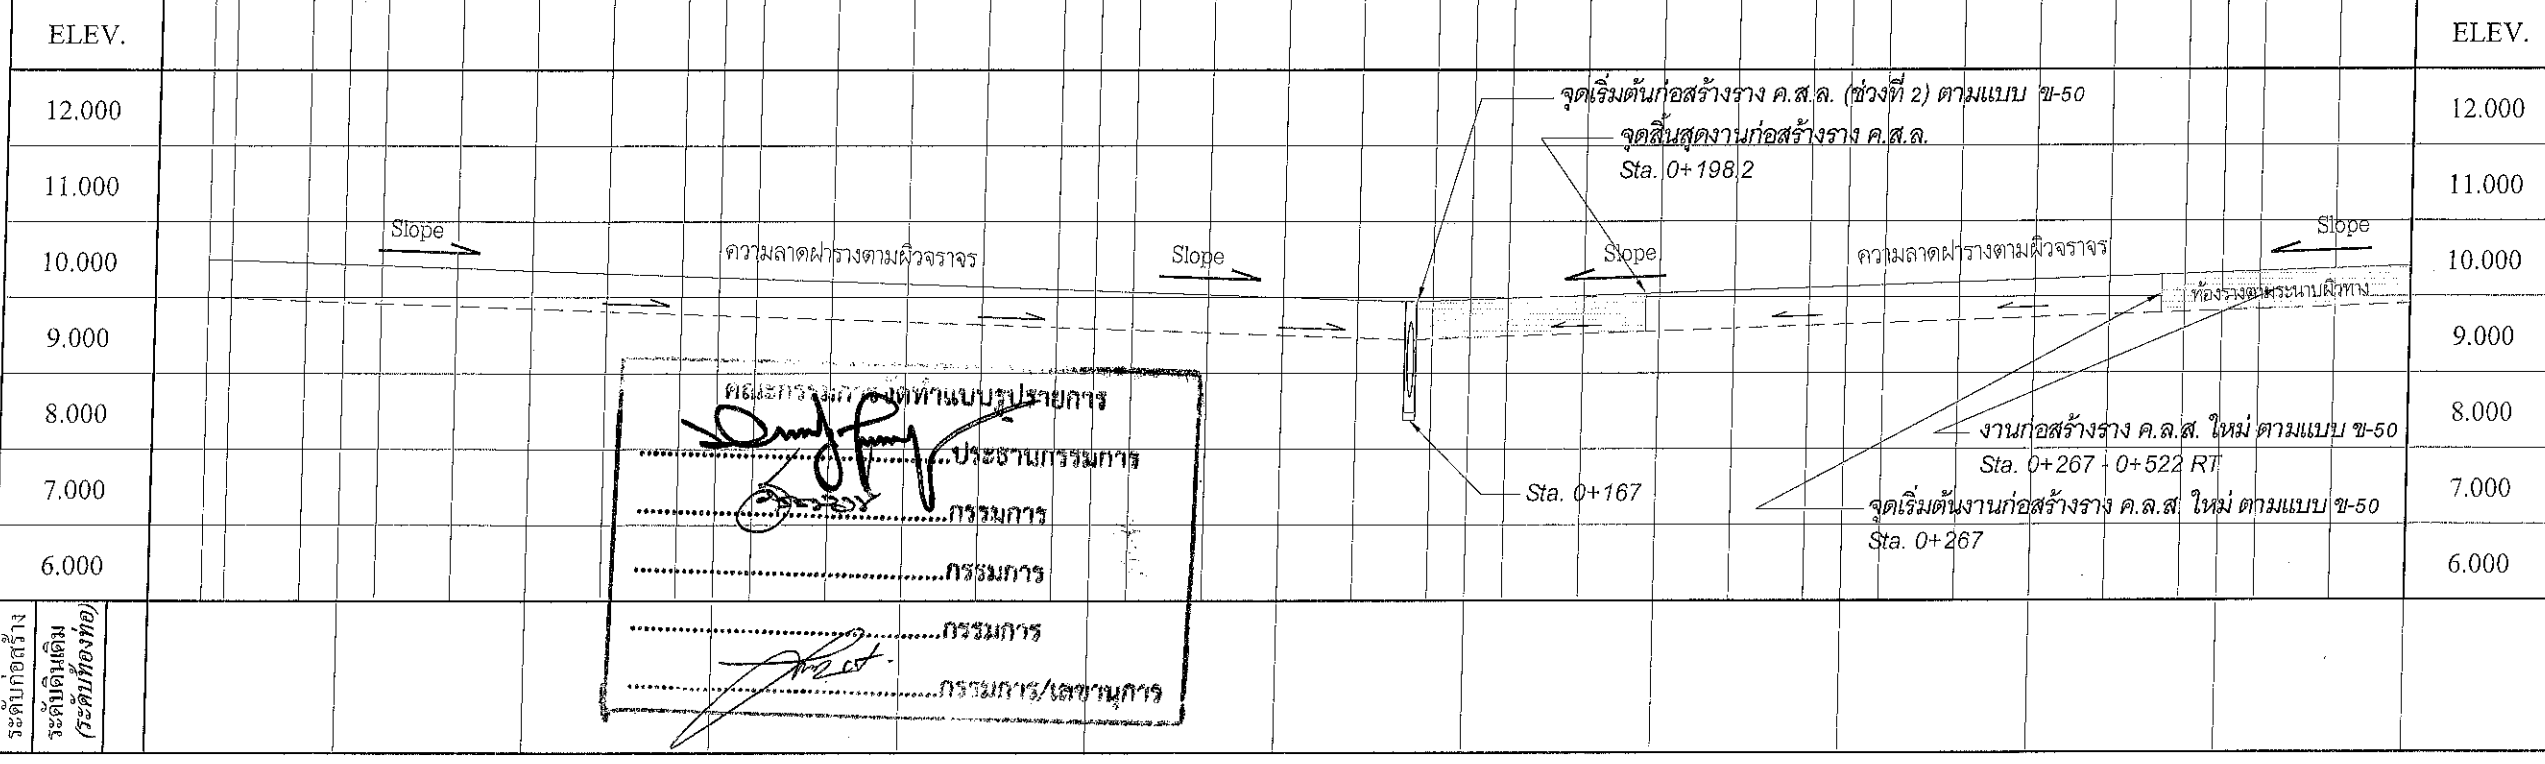 ELEV.
ELEV.
12.000
จุดเริ่มต้นก่อสร้างราง ค.ส.ล. (ช่วงที่ 2) ตามแบบ ข-50
12.000
จุดสิ้นสุดงานก่อสร้างราง ค.ส.ล.
Sta. 0+198.2
11.000
11.000
Slope
ความลาดฝารางตามผิวจราจร
Slope
Slope
ความลาดฝารางตามผิวจราจร
Slope
10.000
10.000
ท้องรางตามระนาบผิวทาง
9.000
9.000
คณะกรรมการจัดทำแบบรูปรายการ
8.000
8.000
งานก่อสร้างราง ค.ล.ส. ใหม่ ตามแบบ ข-50
Sta. 0+267 - 0+522 RT
ประธานกรรมการ
7.000
Sta. 0+167
7.000
จุดเริ่มต้นงานก่อสร้างราง ค.ล.ส. ใหม่ ตามแบบ ข-50
Sta. 0+267
กรรมการ
6.000
6.000
กรรมการ
กรรมการ
กรรมการ/เลขานุการ
ระดับก่อสร้าง
ระดับดินเดิม
(ระดับท้องท่อ)